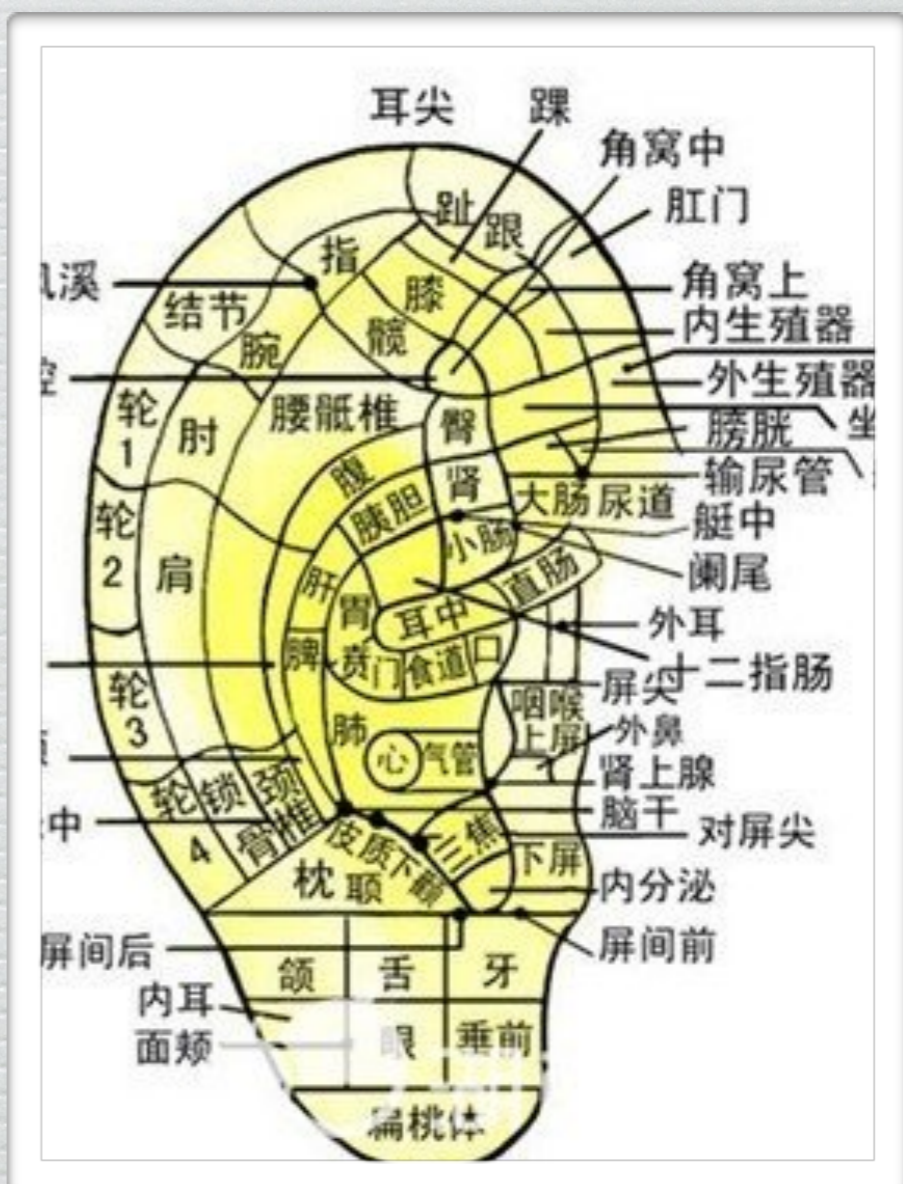 耳尖
踝
角窝中
肛门
趾
跟
指
溪
角窝上
膝
结节
内生殖器
髋
腕
外生殖器
轮
1
肘
腰骶椎
臀
膀胱
坐
腹
肾
输尿管
胰胆
大肠
尿道
艇中
轮
2
小肠
阑尾
肩
肝
胃
直肠
耳中
外耳
脾
贲门
食道
口
十二指肠
屏尖
轮
3
咽喉
肺
上屏
外鼻
心
气管
肾上腺
轮
4
锁
骨
颈
椎
脑干
中
皮质下
三焦
对屏尖
下屏
枕
额
内分泌
屏间后
屏间前
颌
舌
牙
内耳
面颊
眼
垂前
扁桃体